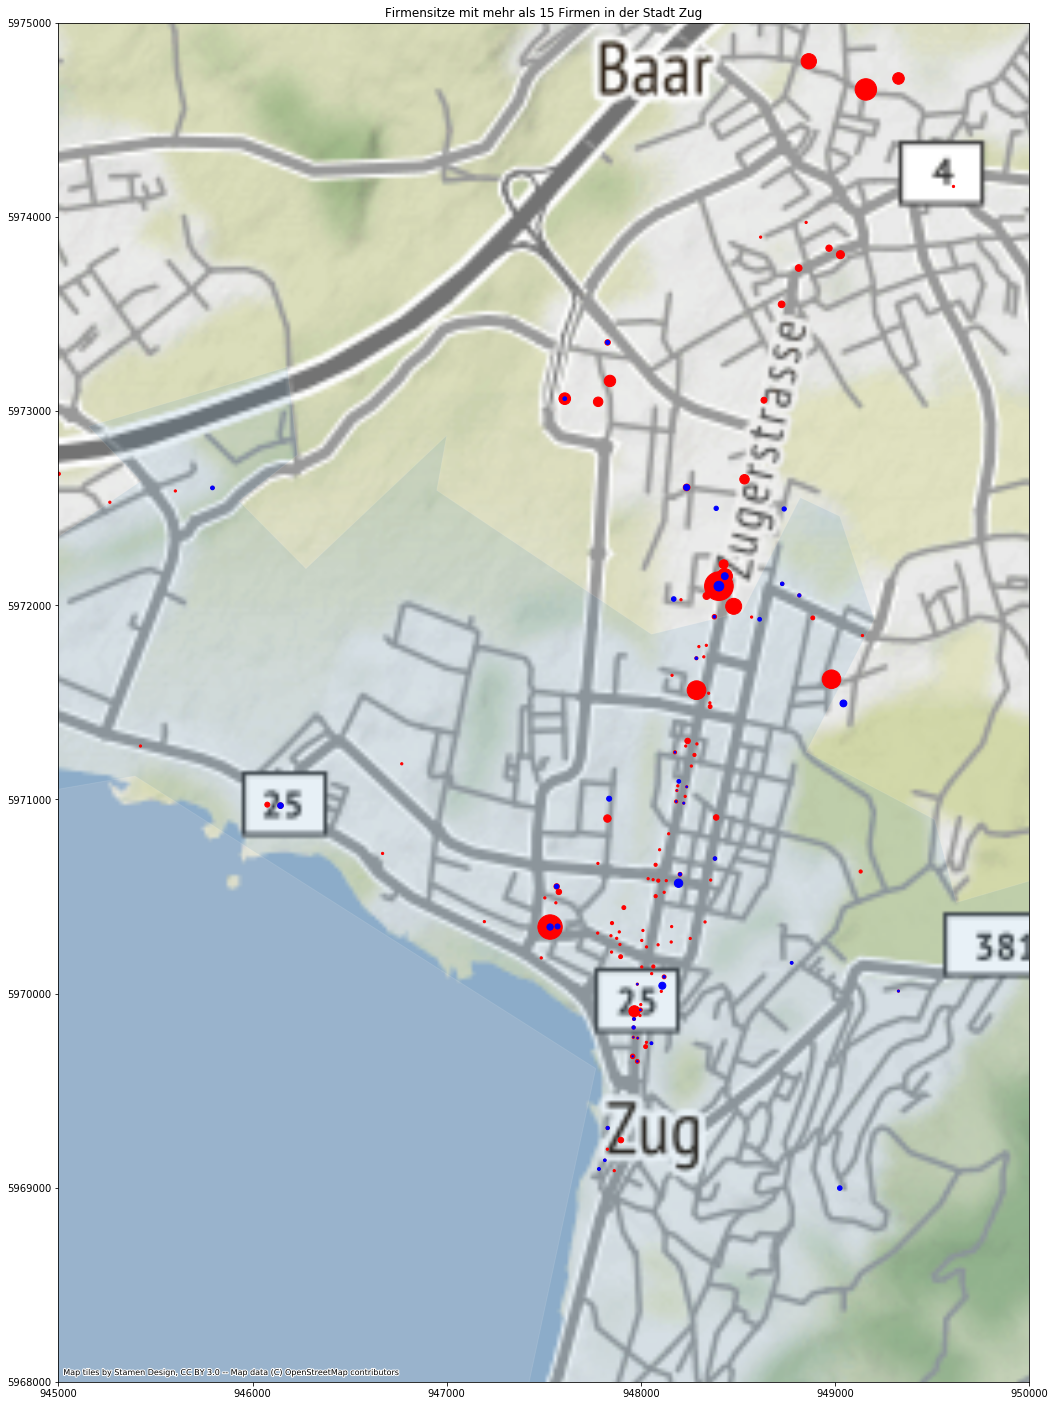 Firmensitze mit mehr als 15 Firmen in der Stadt Zug
5975000
Baar
4
5974000
Zugerstrasse
5973000
5972000
5971000
25
381
5970000
25
Zug
5969000
Map tiles by Stamen Design, CC BY 3.0 -- Map data (C) OpenStreetMap contributors
5968000
945000 946000 947000 948000 949000 950000